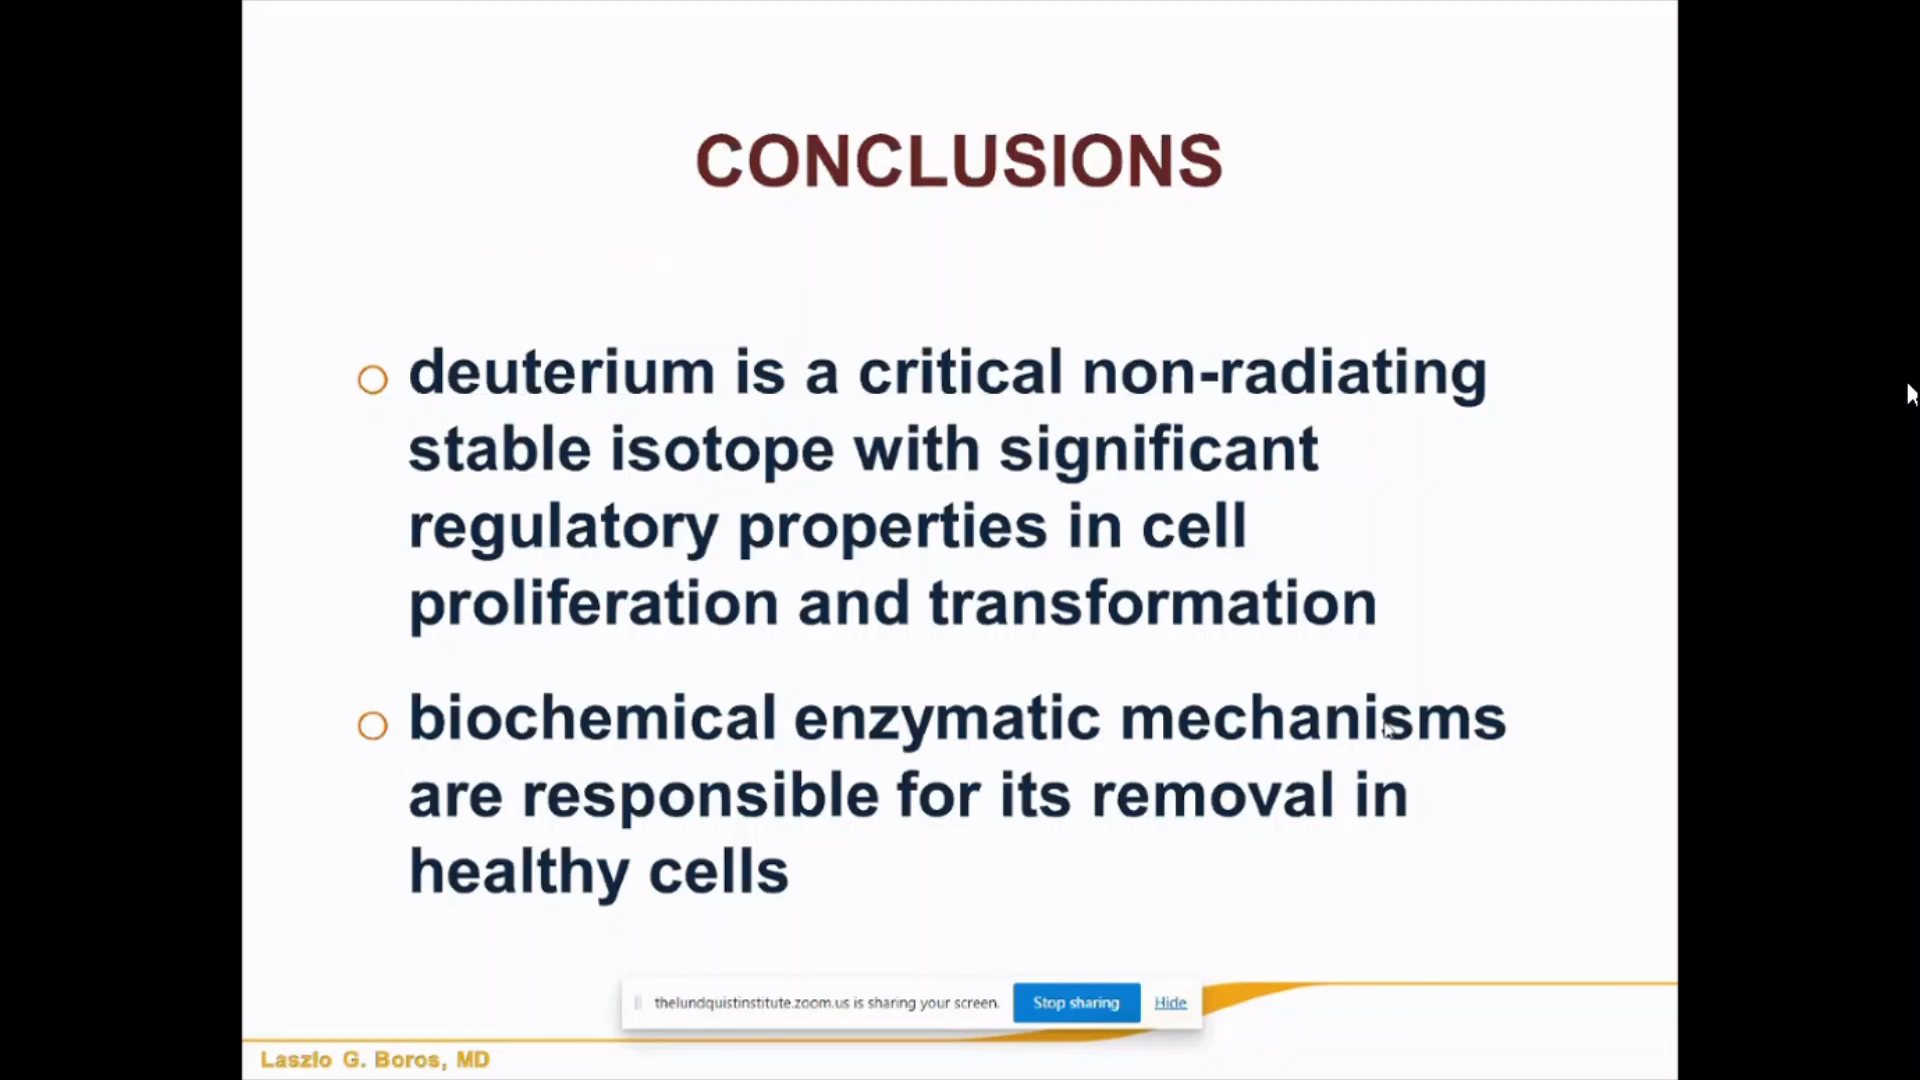 CONCLUSIONS
deuterium is a critical non-radiating
stable isotope with significant
regulatory properties in cell
proliferation and transformation
biochemical enzymatic mechanisms
are responsible for its removal in
healthy cells
thelundquistinstitute.zoom.us is sharing your screen. Stop sharing Hide
Laszlo G. Boros, MD